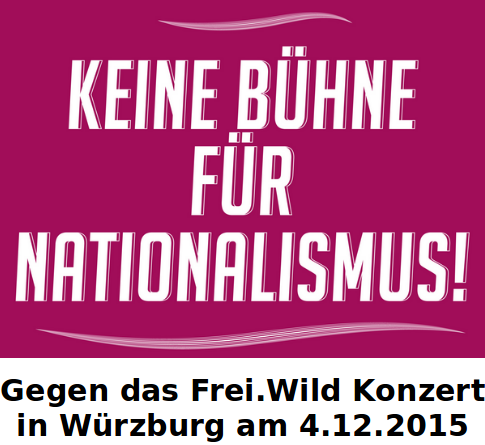 KEINE BÜHNE
FÜR
NATIONALISMUS!
Gegen das Frei.Wild Konzert
in Würzburg am 4.12.2015